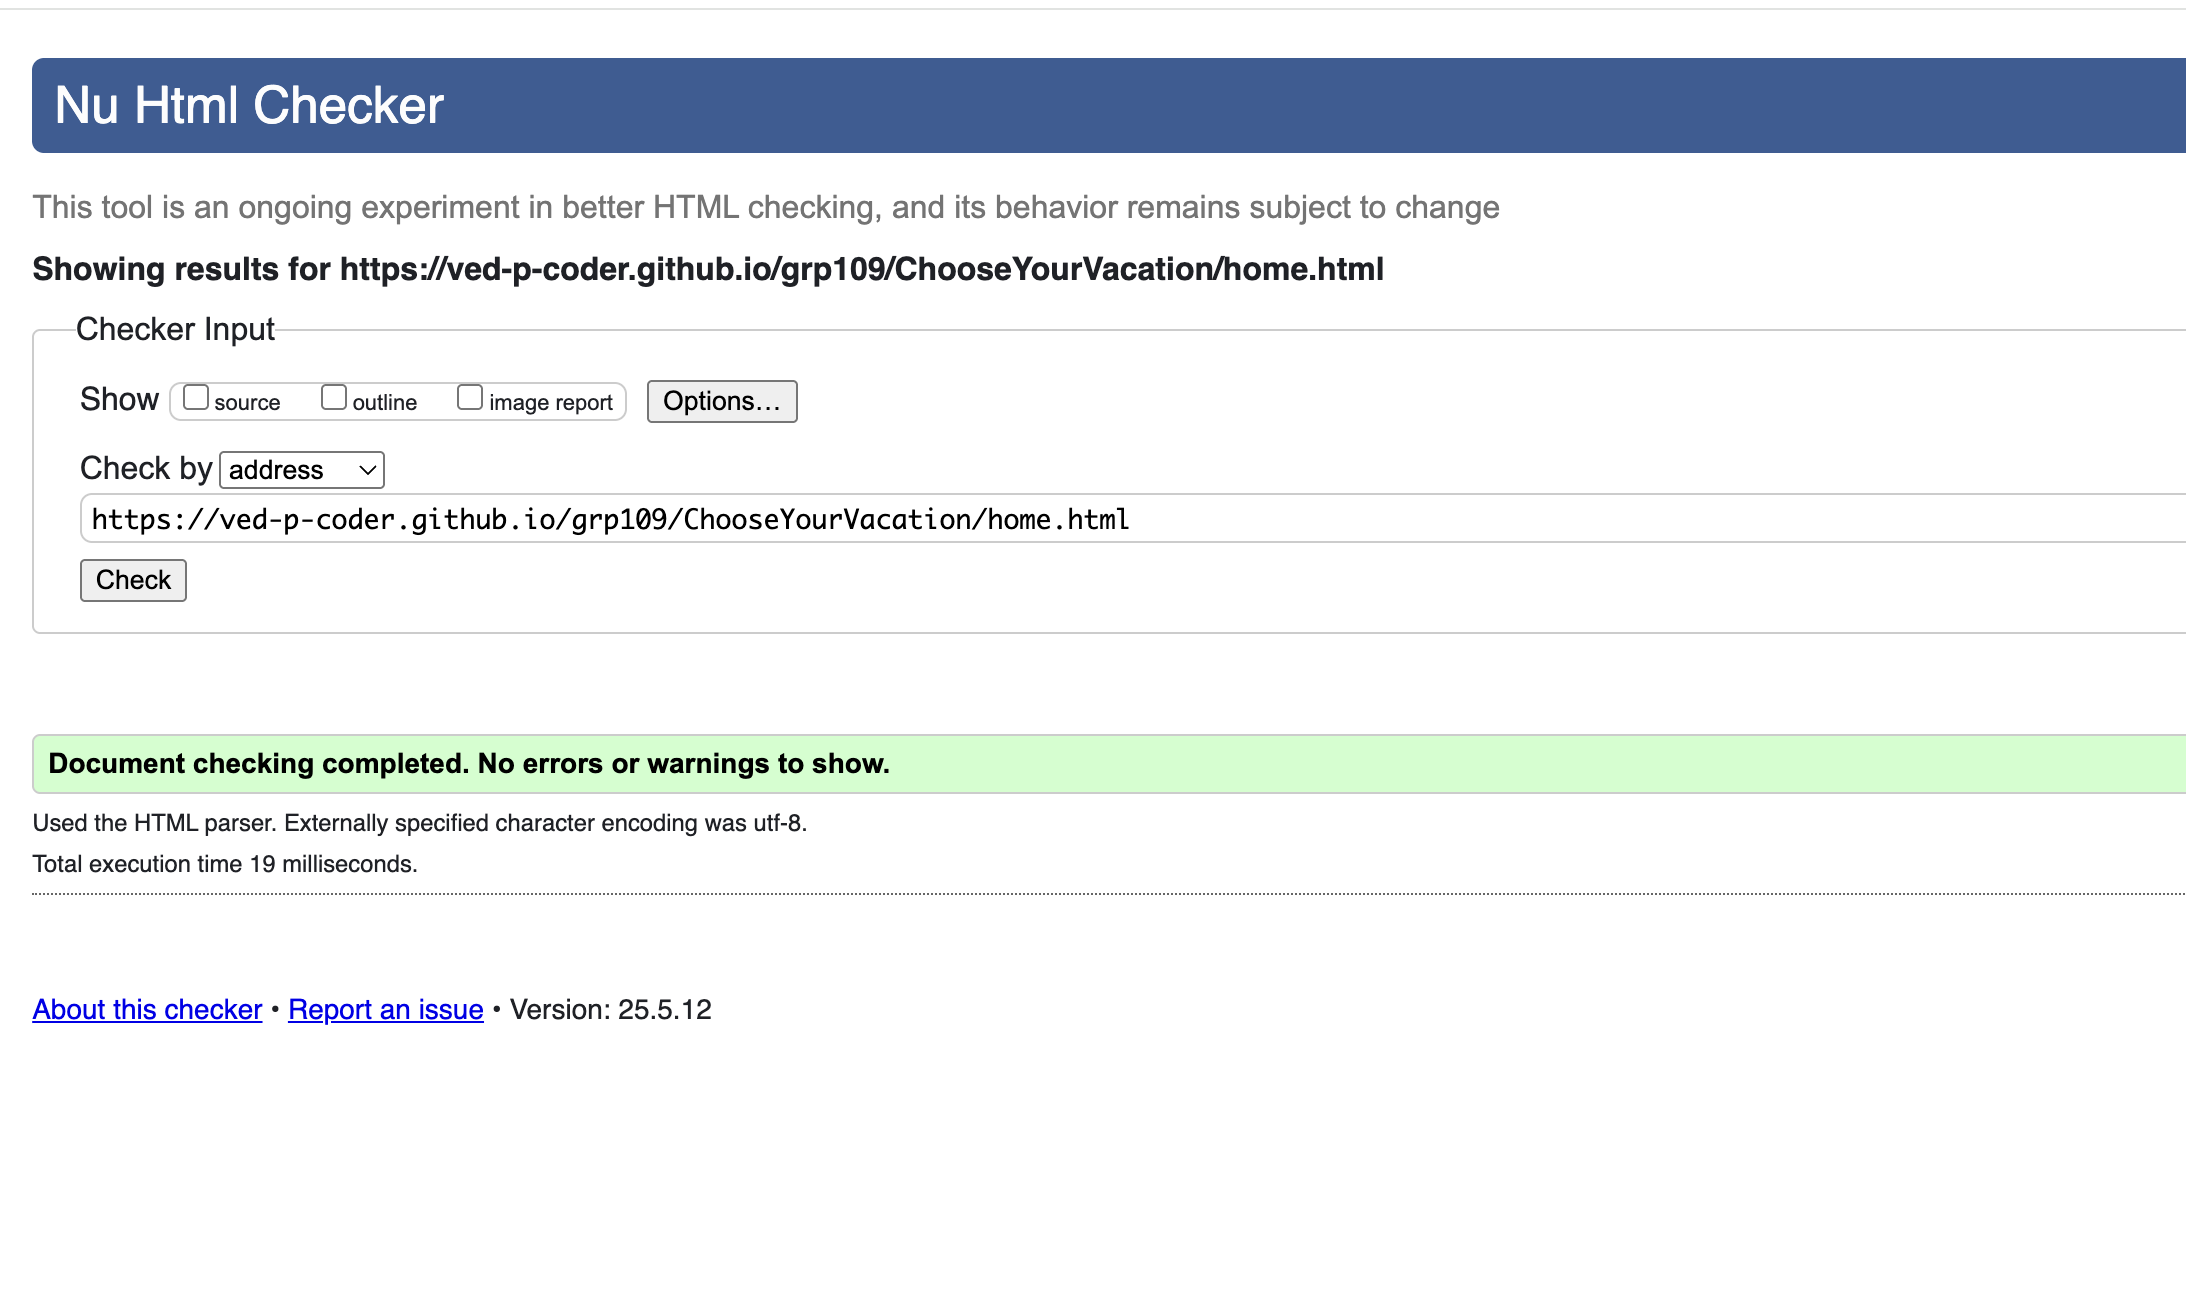 Nu Html Checker
This tool is an ongoing experiment in better HTML checking, and its behavior remains subject to change
Showing results for https://ved-p-coder.github.io/grp109/ChooseYourVacation/home.html
Checker Input
Show source outline image report Options…
Check by address
https://ved-p-coder.github.io/grp109/ChooseYourVacation/home.html
Check
Document checking completed. No errors or warnings to show.
Used the HTML parser. Externally specified character encoding was utf-8.
Total execution time 19 milliseconds.
About this checker • Report an issue • Version: 25.5.12